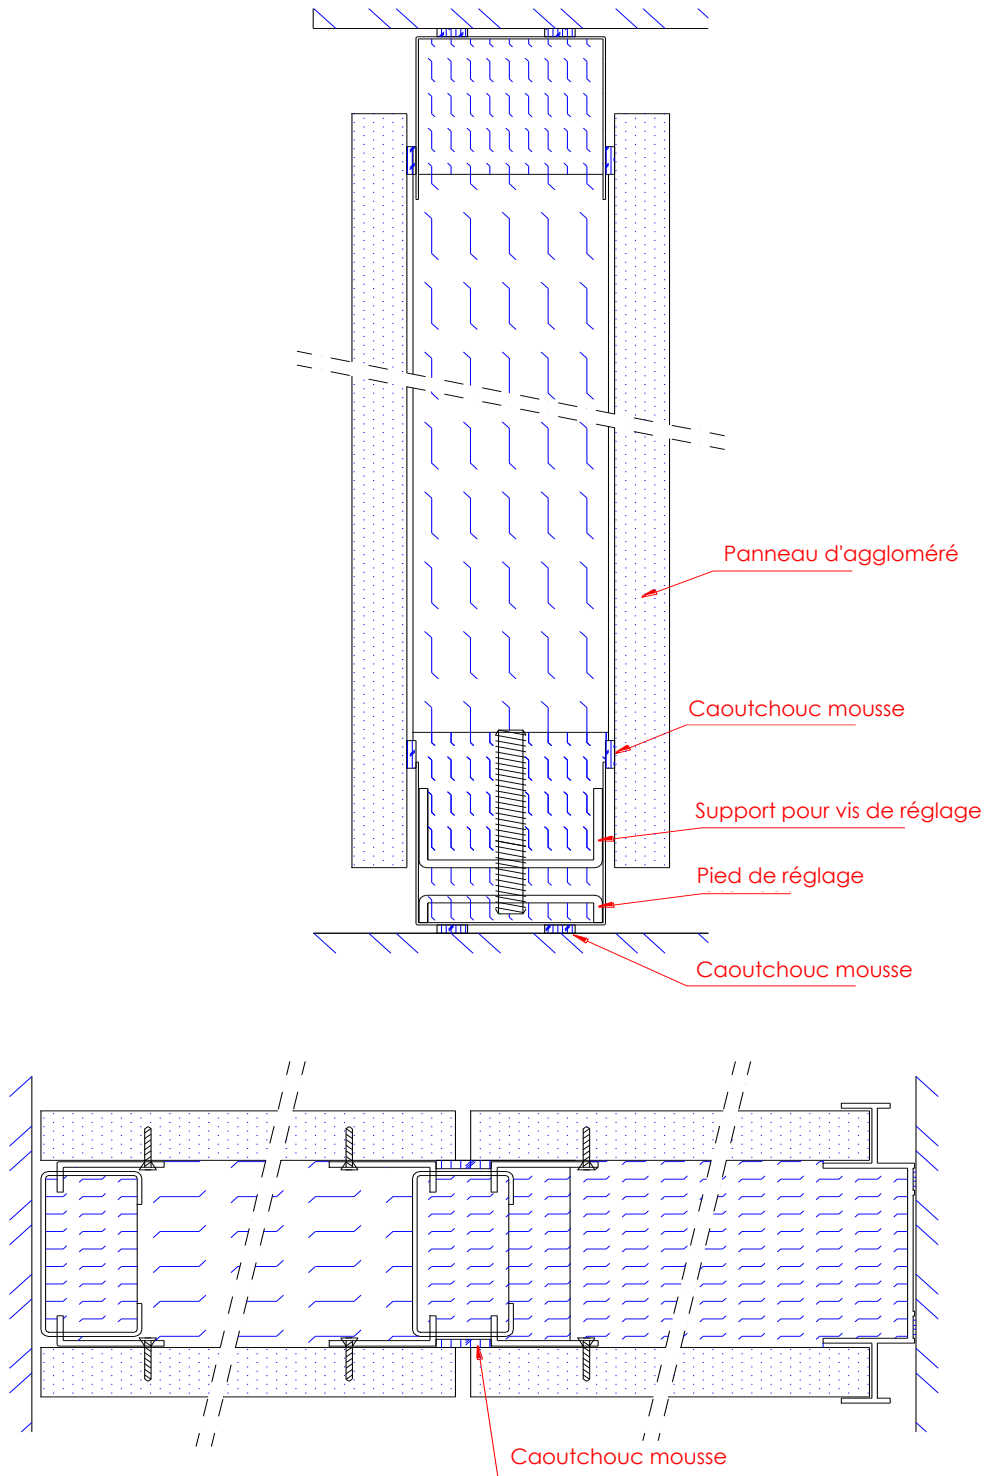 Panneau d'aggloméré
Caoutchouc mousse
Support pour vis de réglage
Pied de réglage
Caoutchouc mousse
Caoutchouc mousse